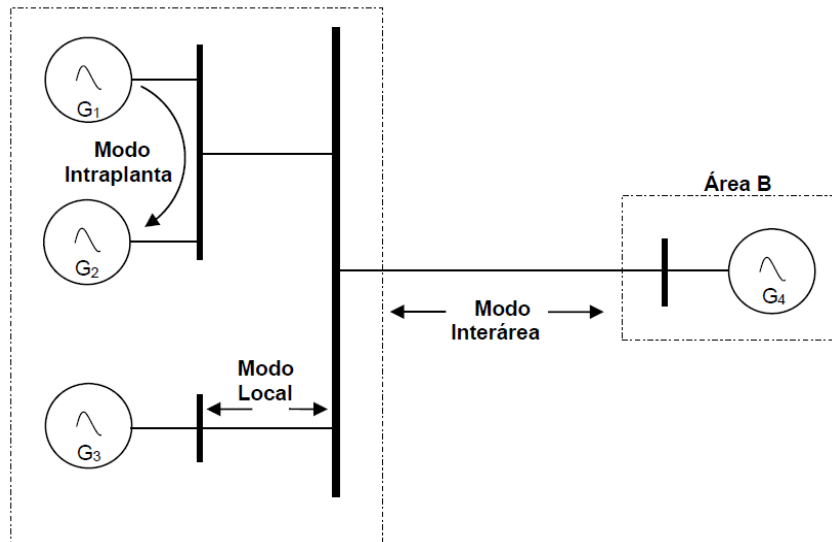 G1
Modo
Intraplanta
G2
Modo
Local
G3
Modo
Interárea
Área B
G4